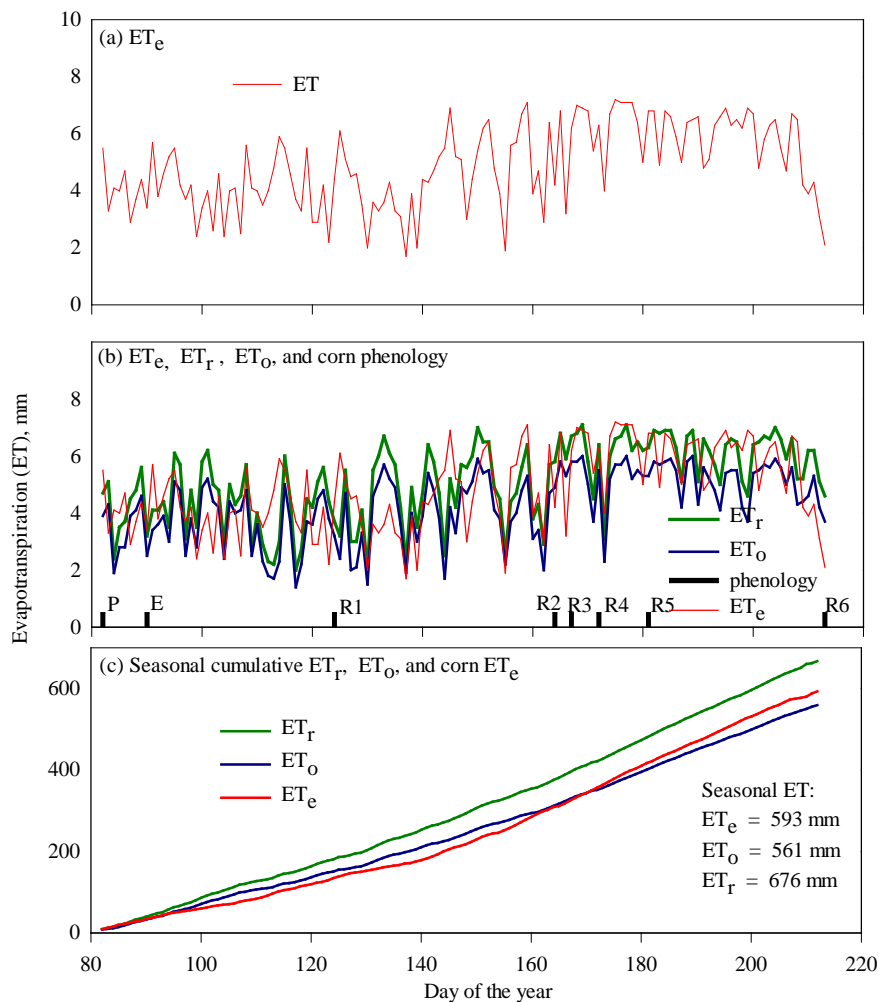 10
(a) ETe
8
ET
6
4
2
0
(b) ETe, ETr , ETo, and corn phenology
8
6
4
2
0
ETr
ETo
phenology
ETe
P E R1 R2 R3 R4 R5 R6
Evapotranspiration (ET), mm
(c) Seasonal cumulative ETr, ETo, and corn ETe
600
400
200
0
ETr
ETo
ETe
Seasonal ET:
ETe = 593 mm
ETo = 561 mm
ETr = 676 mm
80 100 120 140 160 180 200 220
Day of the year